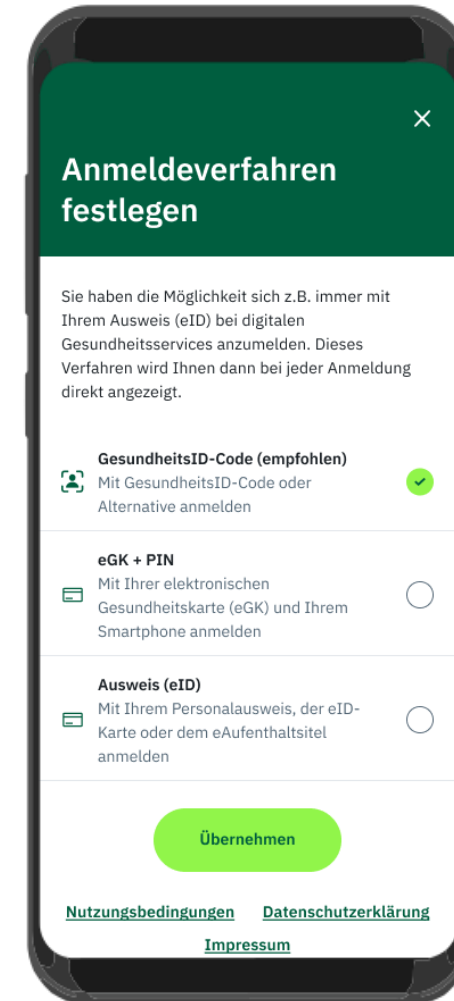 Anmeldeverfahren
festlegen
Sie haben die Möglichkeit sich z.B. immer mit
Ihrem Ausweis (eID) bei digitalen
Gesundheitsservices anzumelden. Dieses
Verfahren wird Ihnen dann bei jeder Anmeldung
direkt angezeigt.
GesundheitsID-Code (empfohlen)
Mit GesundheitsID-Code oder
Alternative anmelden
eGK + PIN
Mit Ihrer elektronischen
Gesundheitskarte (eGK) und Ihrem
Smartphone anmelden
Ausweis (eID)
Mit Ihrem Personalausweis, der eID-
Karte oder dem eAufenthaltsitel
anmelden
Übernehmen
Nutzungsbedingungen Datenschutzerklärung
Impressum